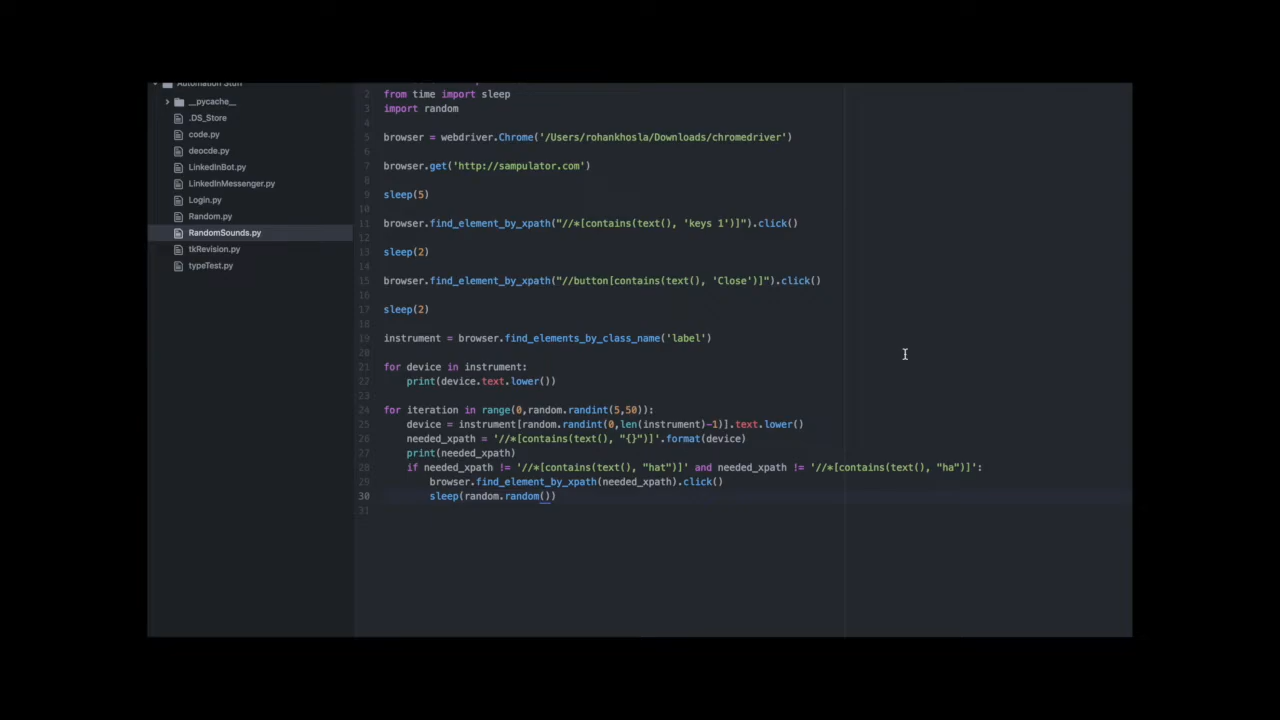 Automation Stuff
__pycache__
.DS_Store
code.py
deocde.py
LinkedInBot.py
LinkedInMessenger.py
Login.py
Random.py
RandomSounds.py
tkRevision.py
typeTest.py
2 from time import sleep
3 import random
4
5 browser = webdriver.Chrome('/Users/rohankhosla/Downloads/chromedriver')
6
7 browser.get('http://sampulator.com')
8
9 sleep(5)
10
11 browser.find_element_by_xpath("//*[contains(text(), 'keys 1')]").click()
12
13 sleep(2)
14
15 browser.find_element_by_xpath("//button[contains(text(), 'Close')]").click()
16
17 sleep(2)
18
19 instrument = browser.find_elements_by_class_name('label')
20
21 for device in instrument:
22 print(device.text.lower())
23
24 for iteration in range(0,random.randint(5,50)):
25 device = instrument[random.randint(0,len(instrument)-1)].text.lower()
26 needed_xpath = '//*[contains(text(), "{}")]'.format(device)
27 print(needed_xpath)
28 if needed_xpath != '//*[contains(text(), "hat")]' and needed_xpath != '//*[contains(text(), "ha")]':
29 browser.find_element_by_xpath(needed_xpath).click()
30 sleep(random.random())
31